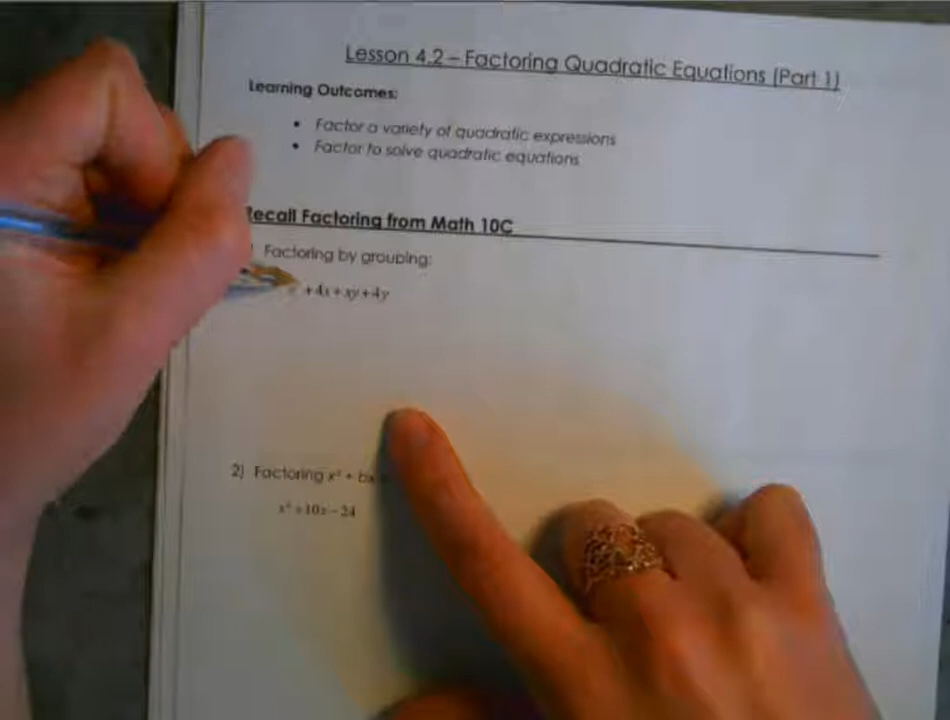 Lesson 4.2 – Factoring Quadratic Equations (Part 1)
Learning Outcomes:
• Factor a variety of quadratic expressions
• Factor to solve quadratic equations
Recall Factoring from Math 10C
Factoring by grouping:
+4x+xy+4y
2) Factoring x² + bx
x²+10x−24